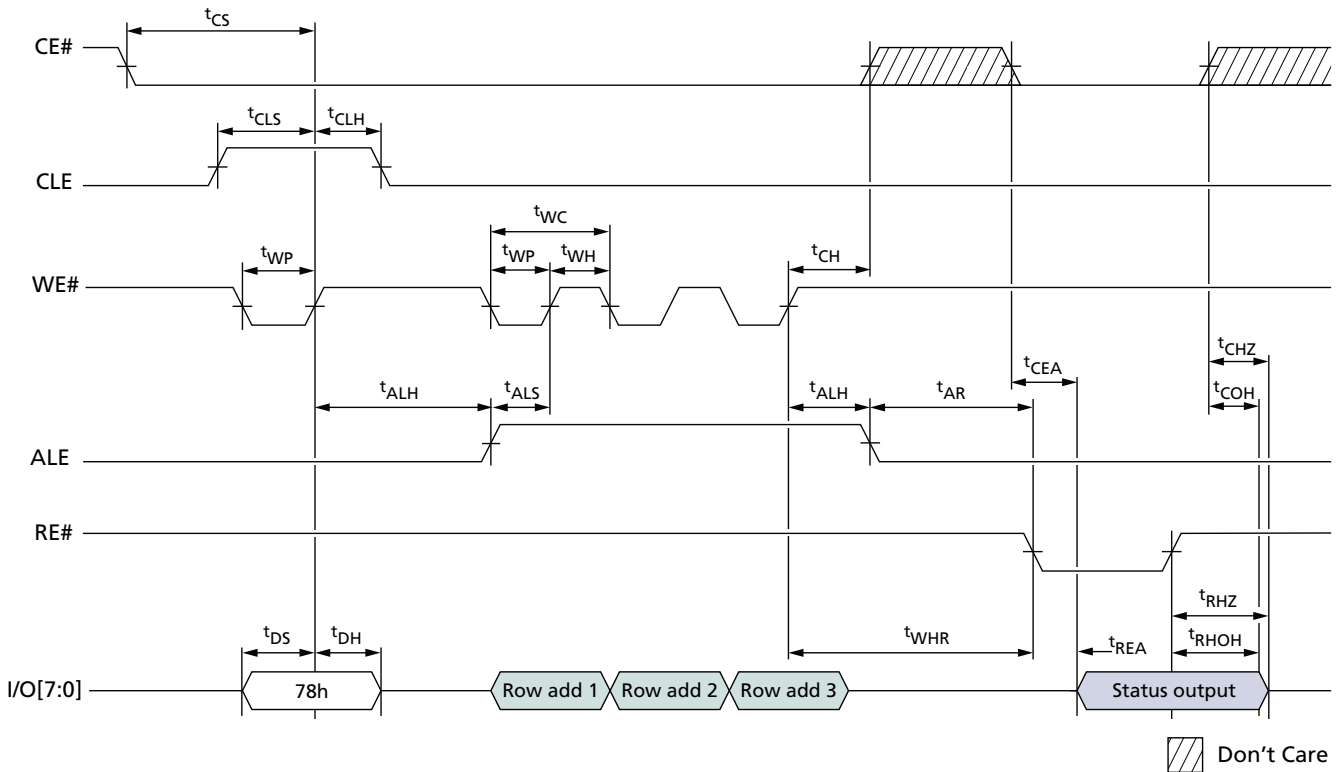 tCS
CE#
tCLS tCLH
CLE
tWC
tWP tWP tWH tCH
WE#
tCHZ
tCEA
tALH tALS tALH tAR tCOH
ALE
RE#
tRHZ
tDS tDH tWHR tREA tRHOH
I/O[7:0] 78h Row add 1 Row add 2 Row add 3 Status output
Don't Care